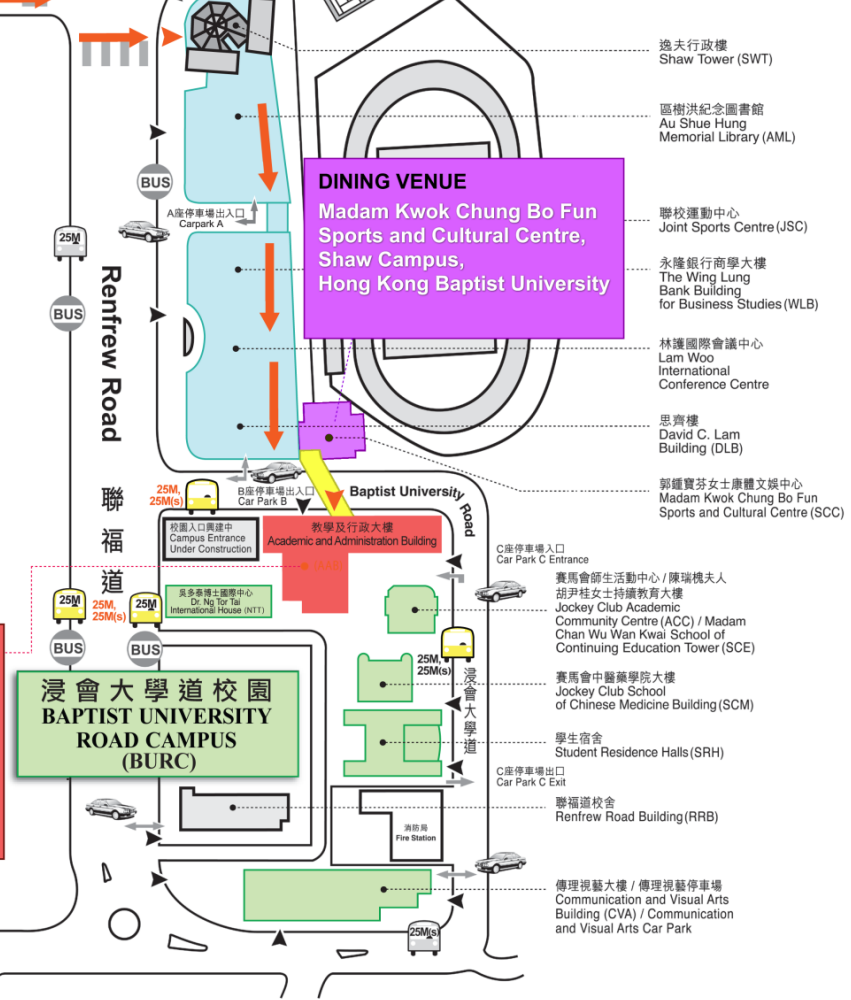 逸夫行政樓
Shaw Tower (SWT)
區樹洪紀念圖書館
Au Shue Hung
Memorial Library (AML)
BUS
A座停車場出入口
Carpark A
DINING VENUE
Madam Kwok Chung Bo Fun
Sports and Cultural Centre,
Shaw Campus,
Hong Kong Baptist University
聯校運動中心
Joint Sports Centre (JSC)
25M
BUS
永隆銀行商學大樓
The Wing Lung
Bank Building
for Business Studies (WLB)
林護國際會議中心
Lam Woo
International
Conference Centre
Renfrew Road
聯福道
思齊樓
David C. Lam
Building (DLB)
郭鍾寶芬女士康體文娛中心
Madam Kwok Chung Bo Fun
Sports and Cultural Centre (SCC)
25M,
25M(s)
B座停車場出入口
Car Park B
Baptist University Road
校園入口興建中
Campus Entrance
Under Construction
教學及行政大樓
Academic and Administration Building
(AAB)
C座停車場入口
Car Park C Entrance
吳多泰博士國際中心
Dr. Ng Tor Tai
International House (NTT)
賽馬會師生活動中心 / 陳瑞槐夫人
胡尹桂女士持續教育大樓
Jockey Club Academic
Community Centre (ACC) / Madam
Chan Wu Wan Kwai School of
Continuing Education Tower (SCE)
25M
25M,
25M(s)
25M
BUS
BUS
25M,
25M(s)
浸會大學道
浸會大學道校園
BAPTIST UNIVERSITY
ROAD CAMPUS
(BURC)
賽馬會中醫藥學院大樓
Jockey Club School
of Chinese Medicine Building (SCM)
學生宿舍
Student Residence Halls (SRH)
C座停車場出口
Car Park C Exit
聯福道校舍
Renfrew Road Building (RRB)
消防局
Fire Station
傳理視藝大樓 / 傳理視藝停車場
Communication and Visual Arts
Building (CVA) / Communication
and Visual Arts Car Park
25M(s)